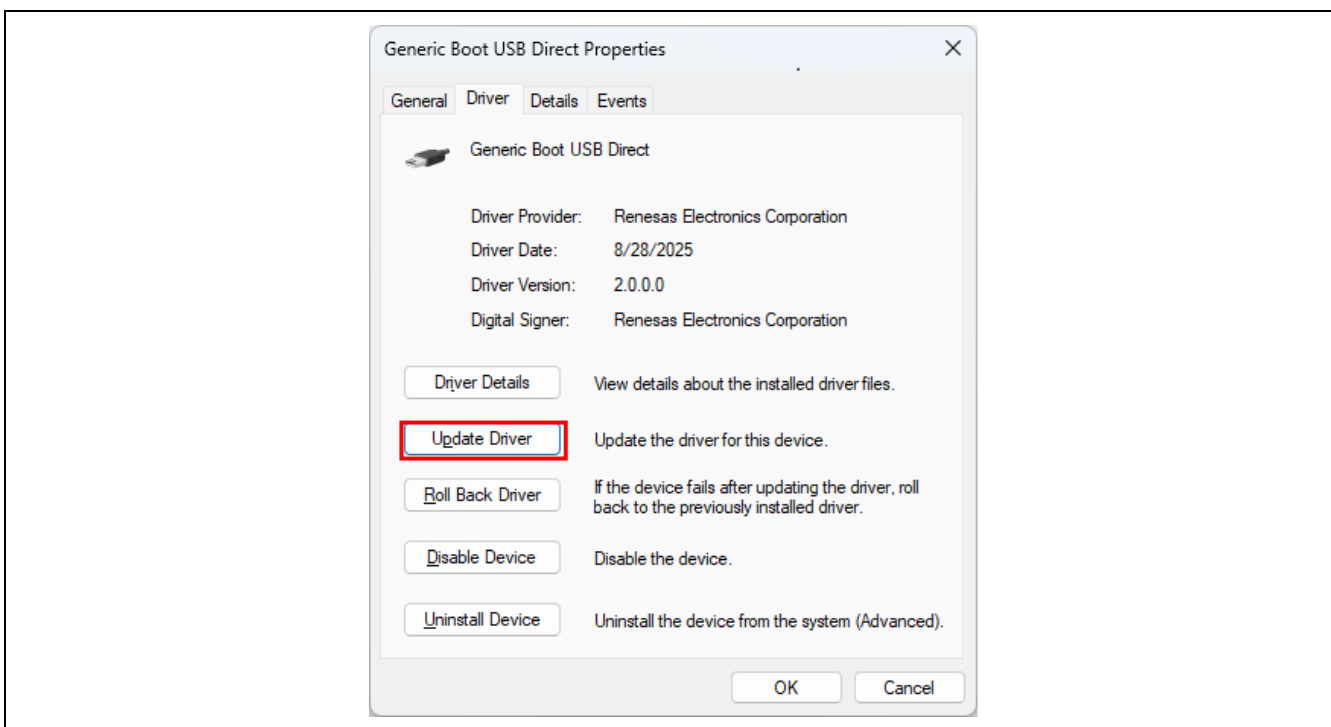 Generic Boot USB Direct Properties
General Driver Details Events
Generic Boot USB Direct
Driver Provider: Renesas Electronics Corporation
Driver Date: 8/28/2025
Driver Version: 2.0.0.0
Digital Signer: Renesas Electronics Corporation
Driver Details View details about the installed driver files.
Update Driver Update the driver for this device.
Roll Back Driver If the device fails after updating the driver, roll
back to the previously installed driver.
Disable Device Disable the device.
Uninstall Device Uninstall the device from the system (Advanced).
OK Cancel